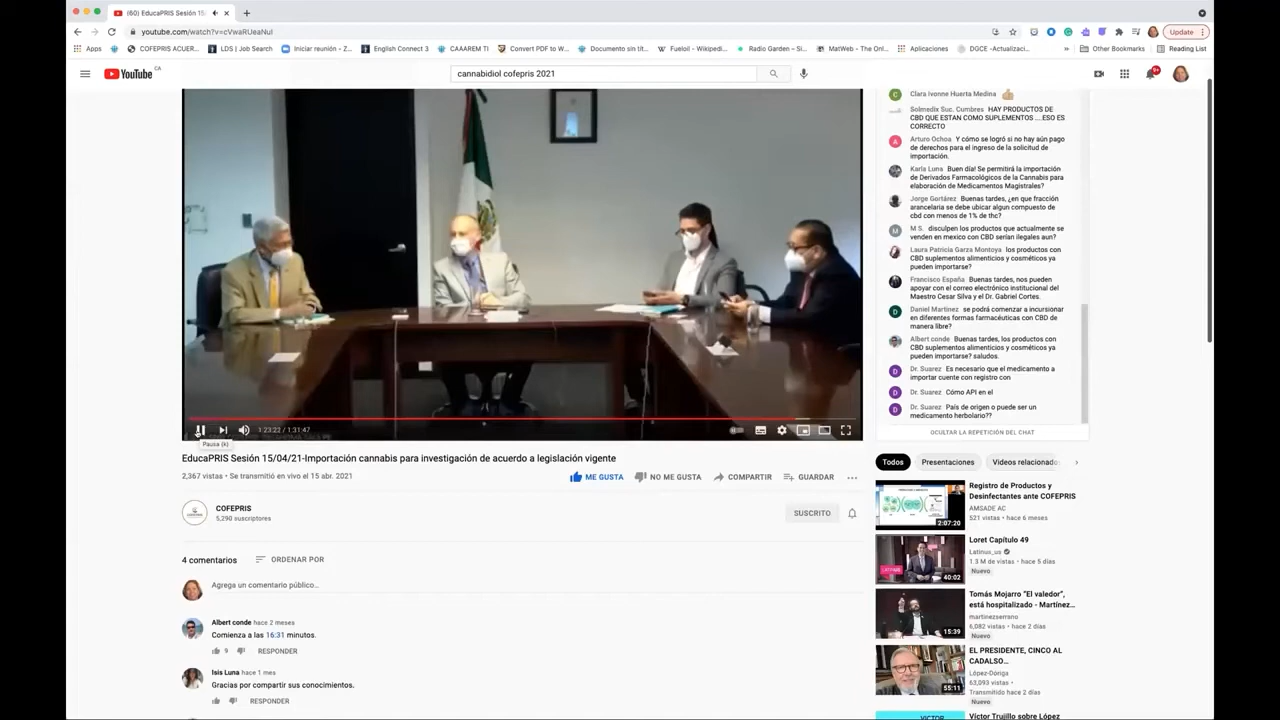 (60) EducaPRIS Sesión 15
youtube.com/watch?v=cVwaRUeaNuI
Update
Apps
COFEPRIS ACUER...
LDS | Job Search
Iniciar reunión - Z...
English Connect 3
CAAAREM TI
Convert PDF to W...
Documento sin tít...
Fueloil - Wikipedi...
Radio Garden – Si...
MatWeb - The Onl...
Aplicaciones
DGCE -Actualizaci...
»
Other Bookmarks
Reading List
YouTube CA
cannabidiol cofepris 2021
9+
Clara Ivonne Huerta Medina
Solmedix Suc. Cumbres HAY PRODUCTOS DE
CBD QUE ESTAN COMO SUPLEMENTOS ....ESO ES
CORRECTO
A
Arturo Ochoa Y cómo se logró si no hay aún pago
de derechos para el ingreso de la solicitud de
importación.
Karla Luna Buen día! Se permitirá la importación
de Derivados Farmacológicos de la Cannabis para
elaboración de Medicamentos Magistrales?
Jorge Gortárez Buenas tardes, ¿en que fracción
arancelaria se debe ubicar algun compuesto de
cbd con menos de 1% de thc?
M
M S. disculpen los productos que actualmente se
venden en mexico con CBD serían ilegales aun?
Laura Patricia Garza Montoya los productos con
CBD suplementos alimenticios y cosméticos ya
pueden importarse?
Francisco España Buenas tardes, nos pueden
apoyar con el correo electrónico institucional del
Maestro Cesar Silva y el Dr. Gabriel Cortes.
D
Daniel Martinez se podrá comenzar a incursionar
en diferentes formas farmacéuticas con CBD de
manera libre?
Albert conde Buenas tardes, los productos con
CBD suplementos alimenticios y cosméticos ya
pueden importarse? saludos.
D
Dr. Suarez Es necesario que el medicamento a
importar cuente con registro con
D
Dr. Suarez Cómo API en el
D
Dr. Suarez País de origen o puede ser un
medicamento herbolario??
OCULTAR LA REPETICIÓN DEL CHAT
1:23:22 / 1:31:47
Pausa (k)
EducaPRIS Sesión 15/04/21-Importación cannabis para investigación de acuerdo a legislación vigente
2,367 vistas • Se transmitió en vivo el 15 abr. 2021
ME GUSTA
NO ME GUSTA
COMPARTIR
GUARDAR
COFEPRIS
5,290 suscriptores
SUSCRITO
4 comentarios
ORDENAR POR
Agrega un comentario público...
Albert conde hace 2 meses
Comienza a las 16:31 minutos.
9
RESPONDER
Isis Luna hace 1 mes
Gracias por compartir sus conocimientos.
RESPONDER
Todos
Presentaciones
Videos relacionados
Registro de Productos y
Desinfectantes ante COFEPRIS
AMSADE AC
521 vistas • hace 6 meses
2:07:20
Loret Capítulo 49
Latinus_us
1.3 M de vistas • hace 5 días
Nuevo
LATINUS
40:02
Tomás Mojarro "El valedor",
está hospitalizado - Martínez...
martinezserrano
6,082 vistas • hace 2 días
Nuevo
15:39
EL PRESIDENTE, CINCO AL
CADALSO...
López-Dóriga
63,093 vistas •
Transmitido hace 2 días
Nuevo
55:11
Víctor Trujillo sobre López
VICTOR